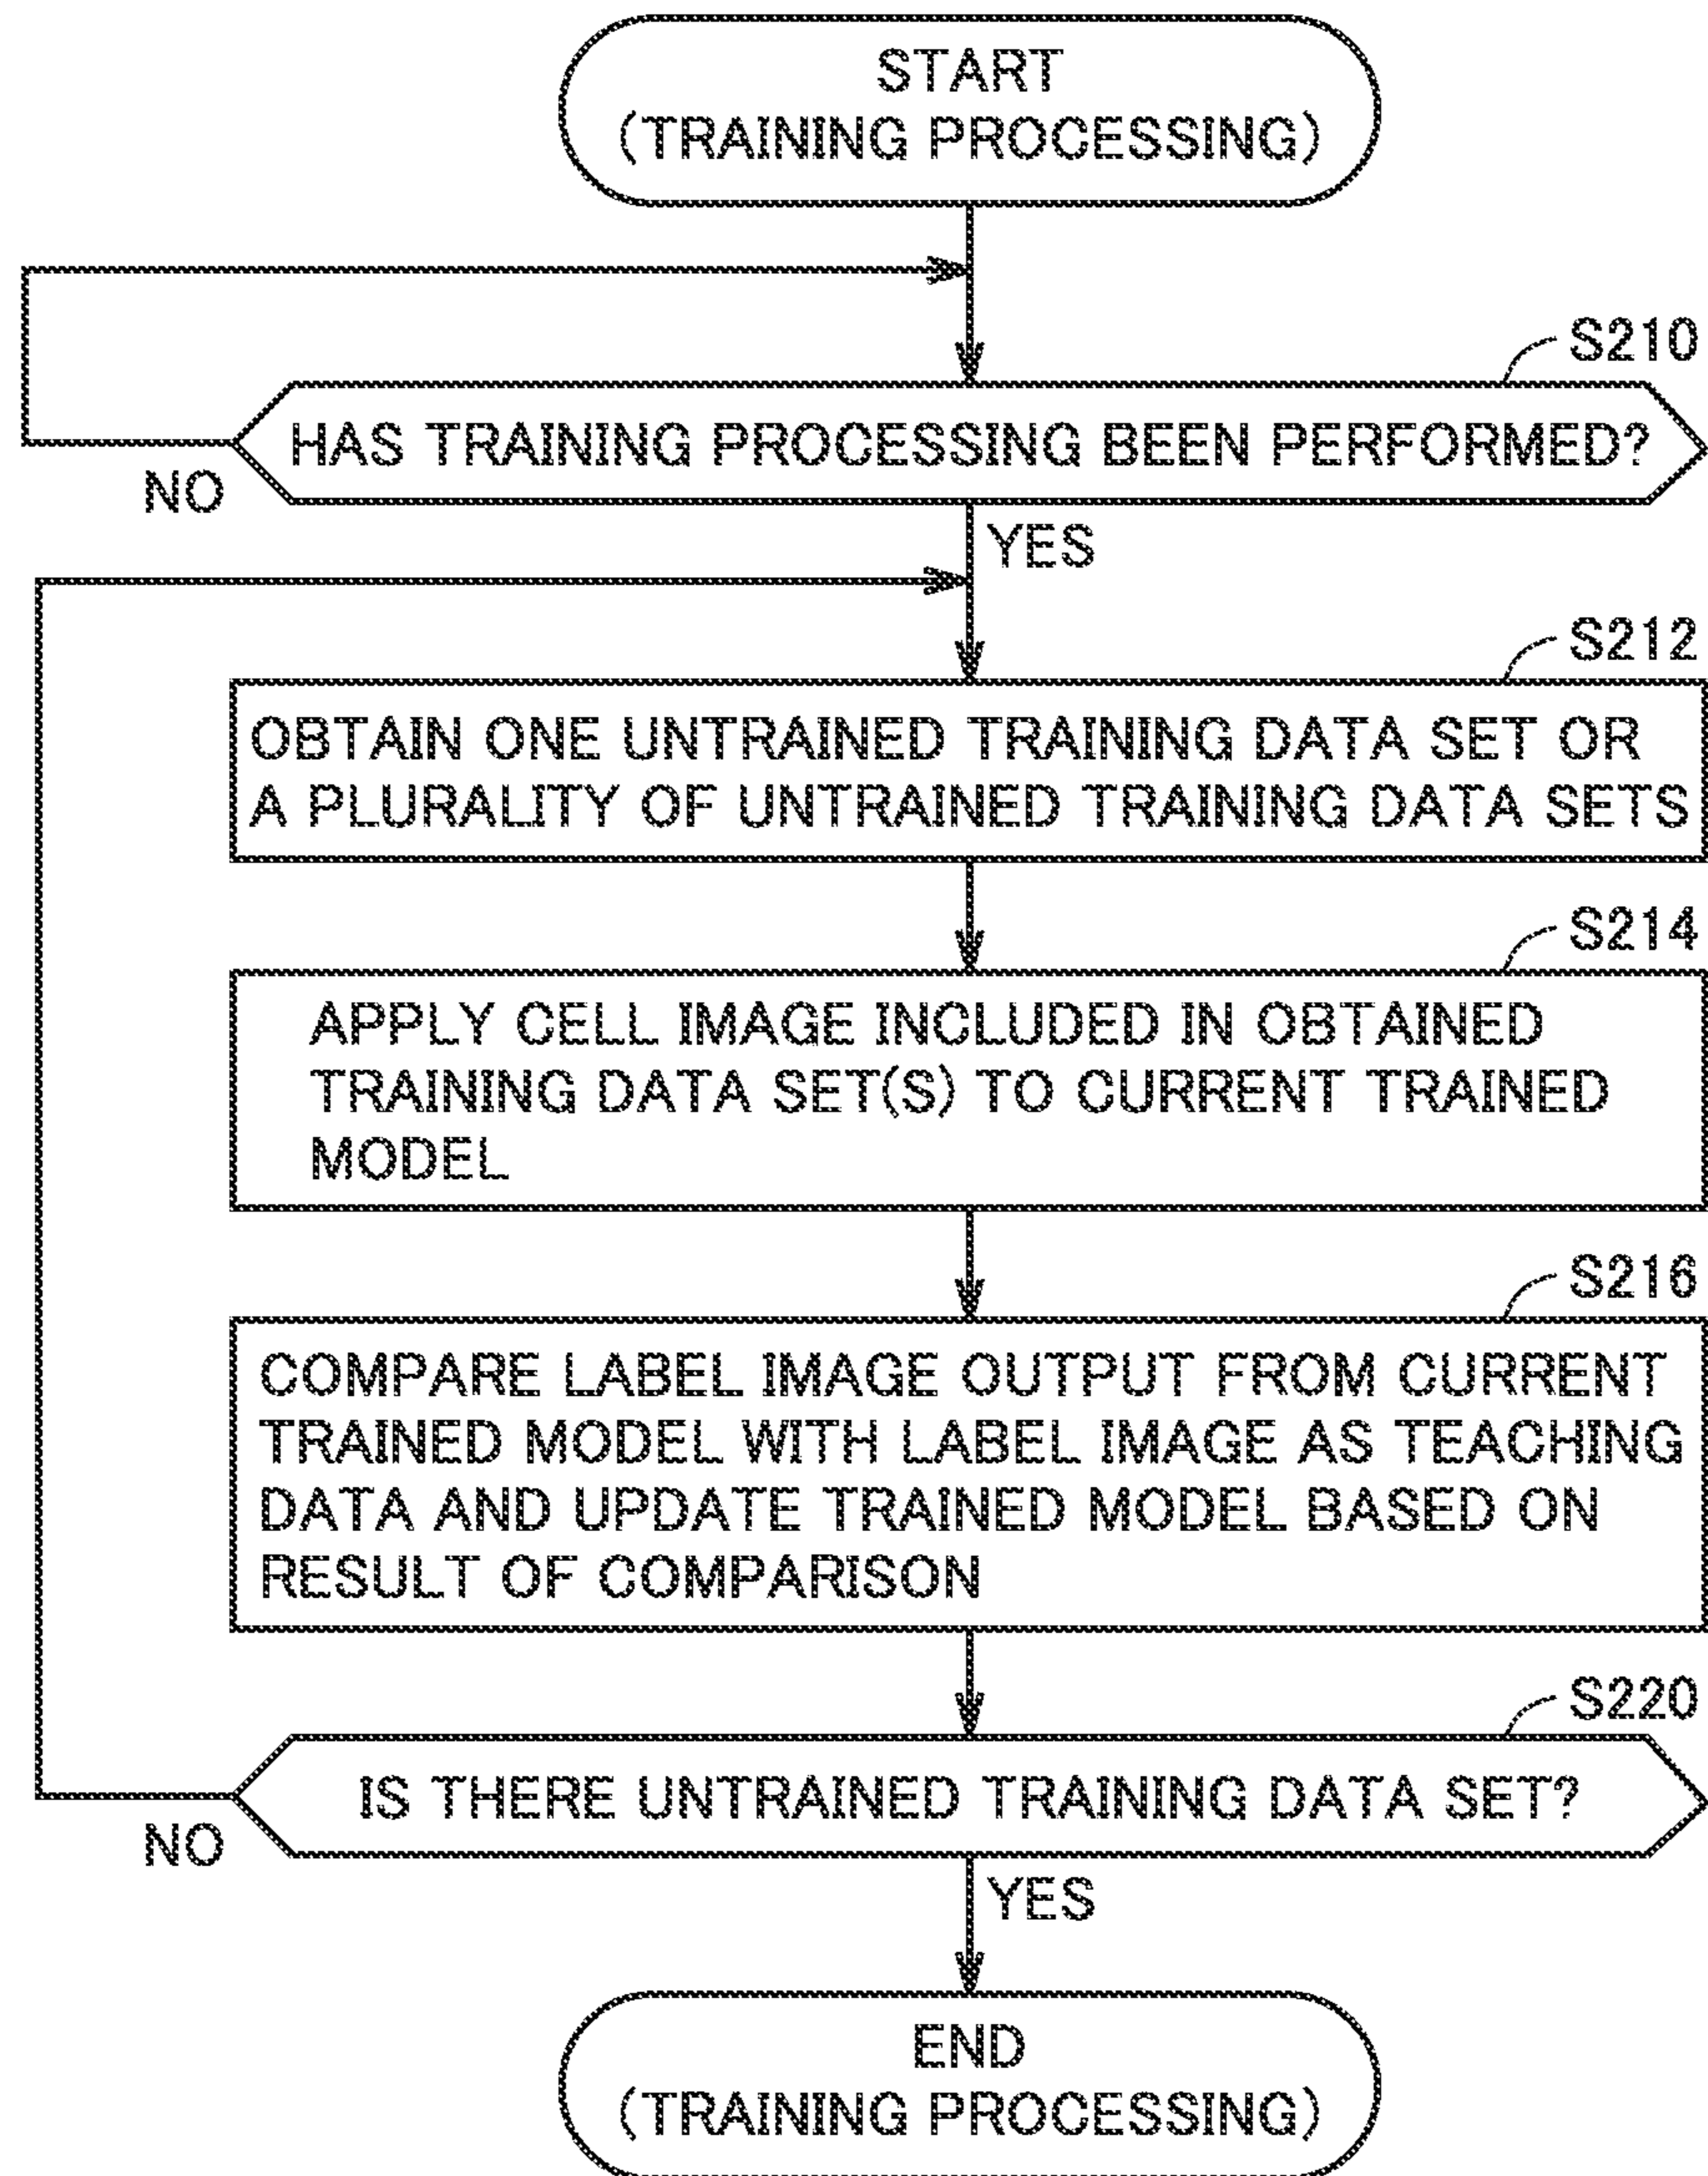 START
(TRAINING PROCESSING)
S210
HAS TRAINING PROCESSING BEEN PERFORMED?
NO
YES
S212
OBTAIN ONE UNTRAINED TRAINING DATA SET OR
A PLURALITY OF UNTRAINED TRAINING DATA SETS
S214
APPLY CELL IMAGE INCLUDED IN OBTAINED
TRAINING DATA SET(S) TO CURRENT TRAINED
MODEL
S216
COMPARE LABEL IMAGE OUTPUT FROM CURRENT
TRAINED MODEL WITH LABEL IMAGE AS TEACHING
DATA AND UPDATE TRAINED MODEL BASED ON
RESULT OF COMPARISON
S220
IS THERE UNTRAINED TRAINING DATA SET?
NO
YES
END
(TRAINING PROCESSING)